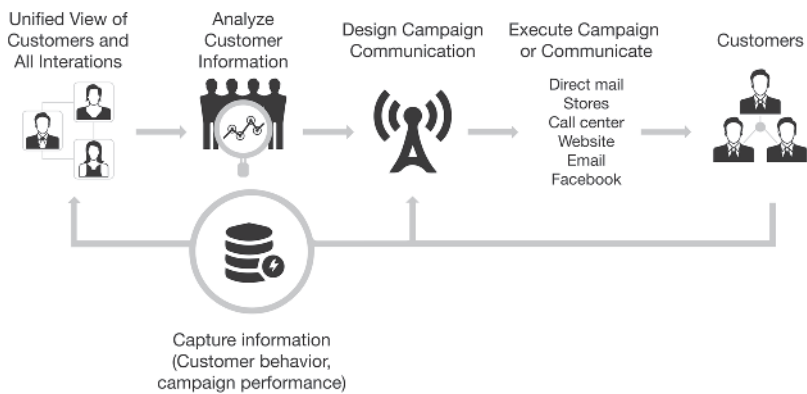 Unified View of
Customers and
All Interations
Analyze
Customer
Information
Design Campaign
Communication
Execute Campaign
or Communicate
Direct mail
Stores
Call center
Website
Email
Facebook
Customers
Capture information
(Customer behavior,
campaign performance)